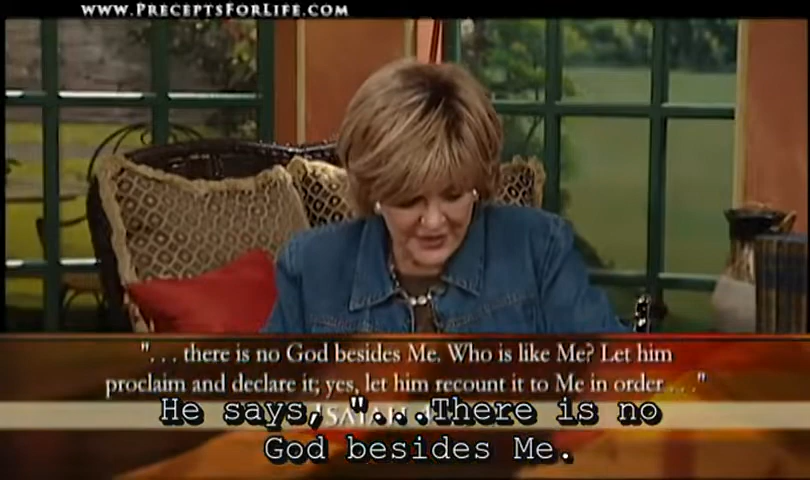 www.PreceptsForLife.com
". . . there is no God besides Me. Who is like Me? Let him
proclaim and declare it; yes, let him recount it to Me in order . . ."
He says, "...There is no
God besides Me.